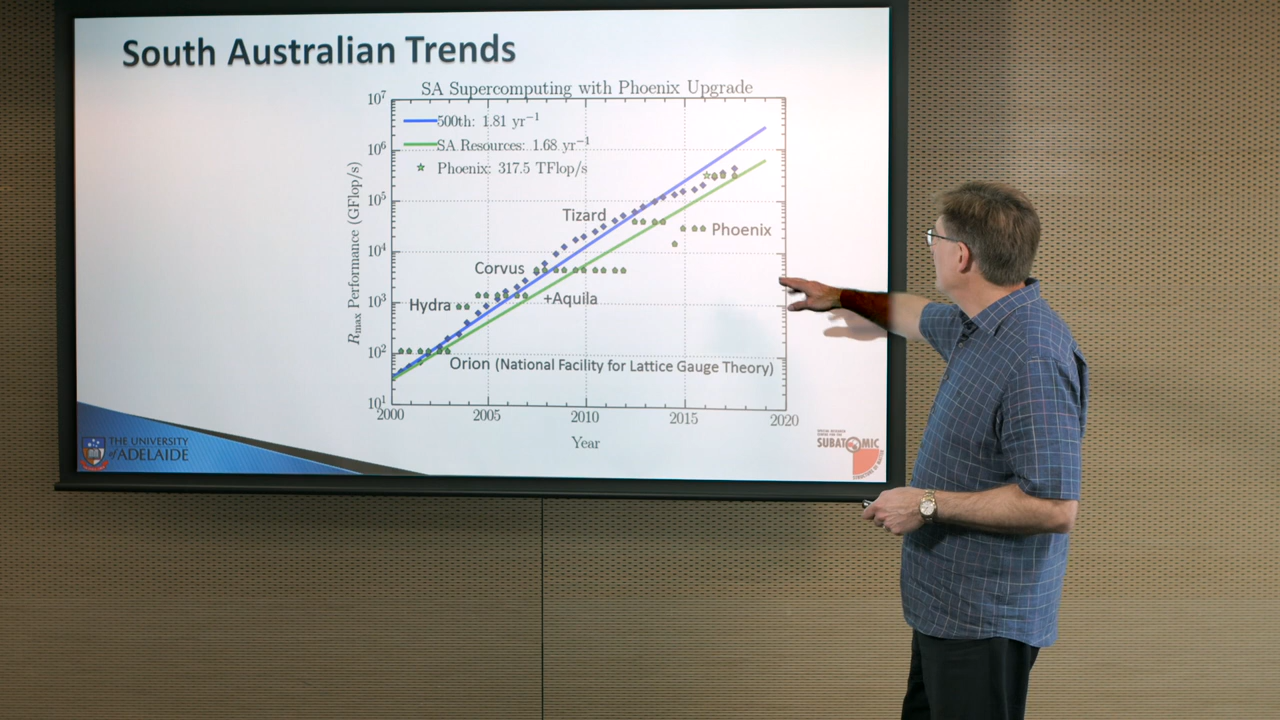 South Australian Trends
SA Supercomputing with Phoenix Upgrade
10⁷
10⁶
10⁵
10⁴
10³
10²
10¹
R_max Performance (GFlop/s)
500th: 1.81 yr⁻¹
SA Resources: 1.68 yr⁻¹
Phoenix: 317.5 TFlop/s
Tizard
Phoenix
Corvus
+Aquila
Hydra
Orion (National Facility for Lattice Gauge Theory)
2000 2005 2010 2015 2020
Year
THE UNIVERSITY
of ADELAIDE
SUBATOMIC